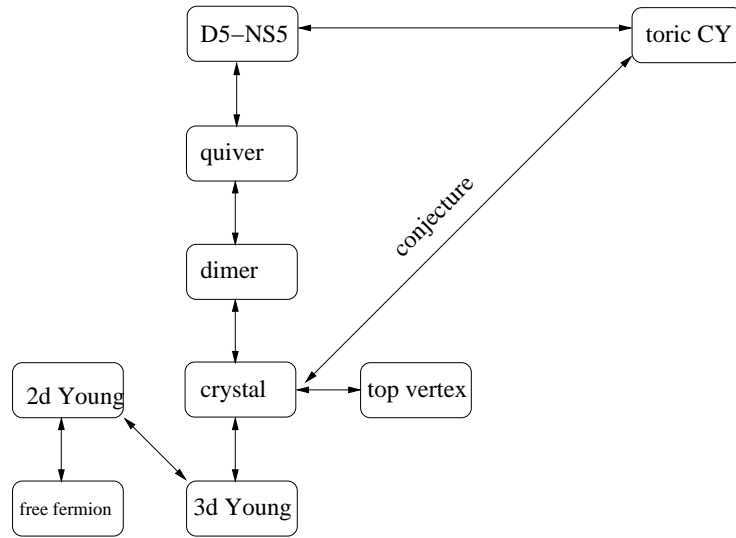 D5–NS5
toric CY
quiver
conjecture
dimer
crystal
top vertex
2d Young
free fermion
3d Young